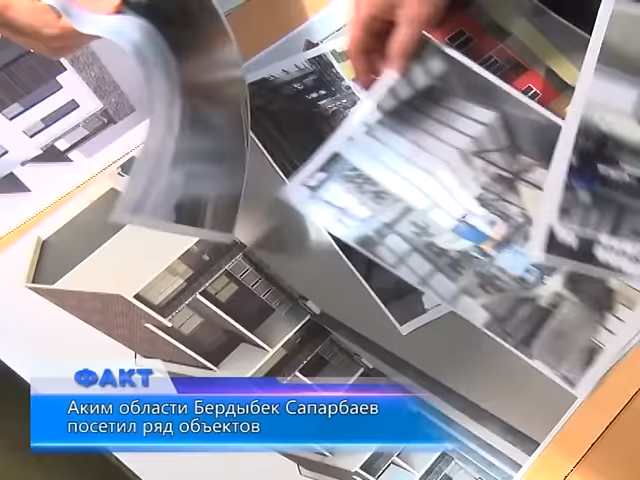 ФАКТ
Аким области Бердыбек Сапарбаев
посетил ряд объектов